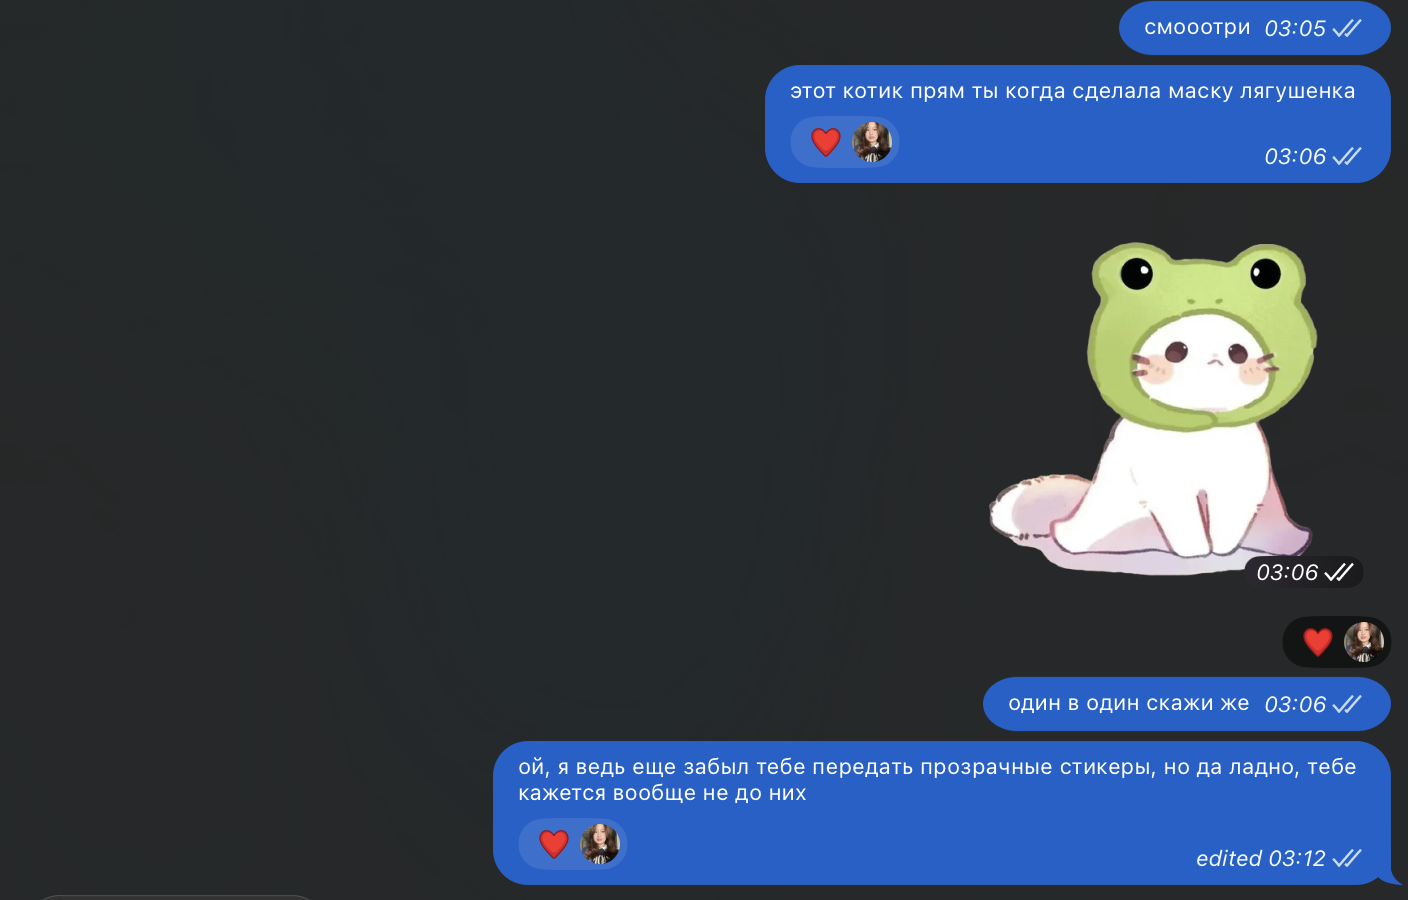 смооотри 03:05
этот котик прям ты когда сделала маску лягушенка
03:06
03:06
один в один скажи же 03:06
ой, я ведь еще забыл тебе передать прозрачные стикеры, но да ладно, тебе
кажется вообще не до них
edited 03:12